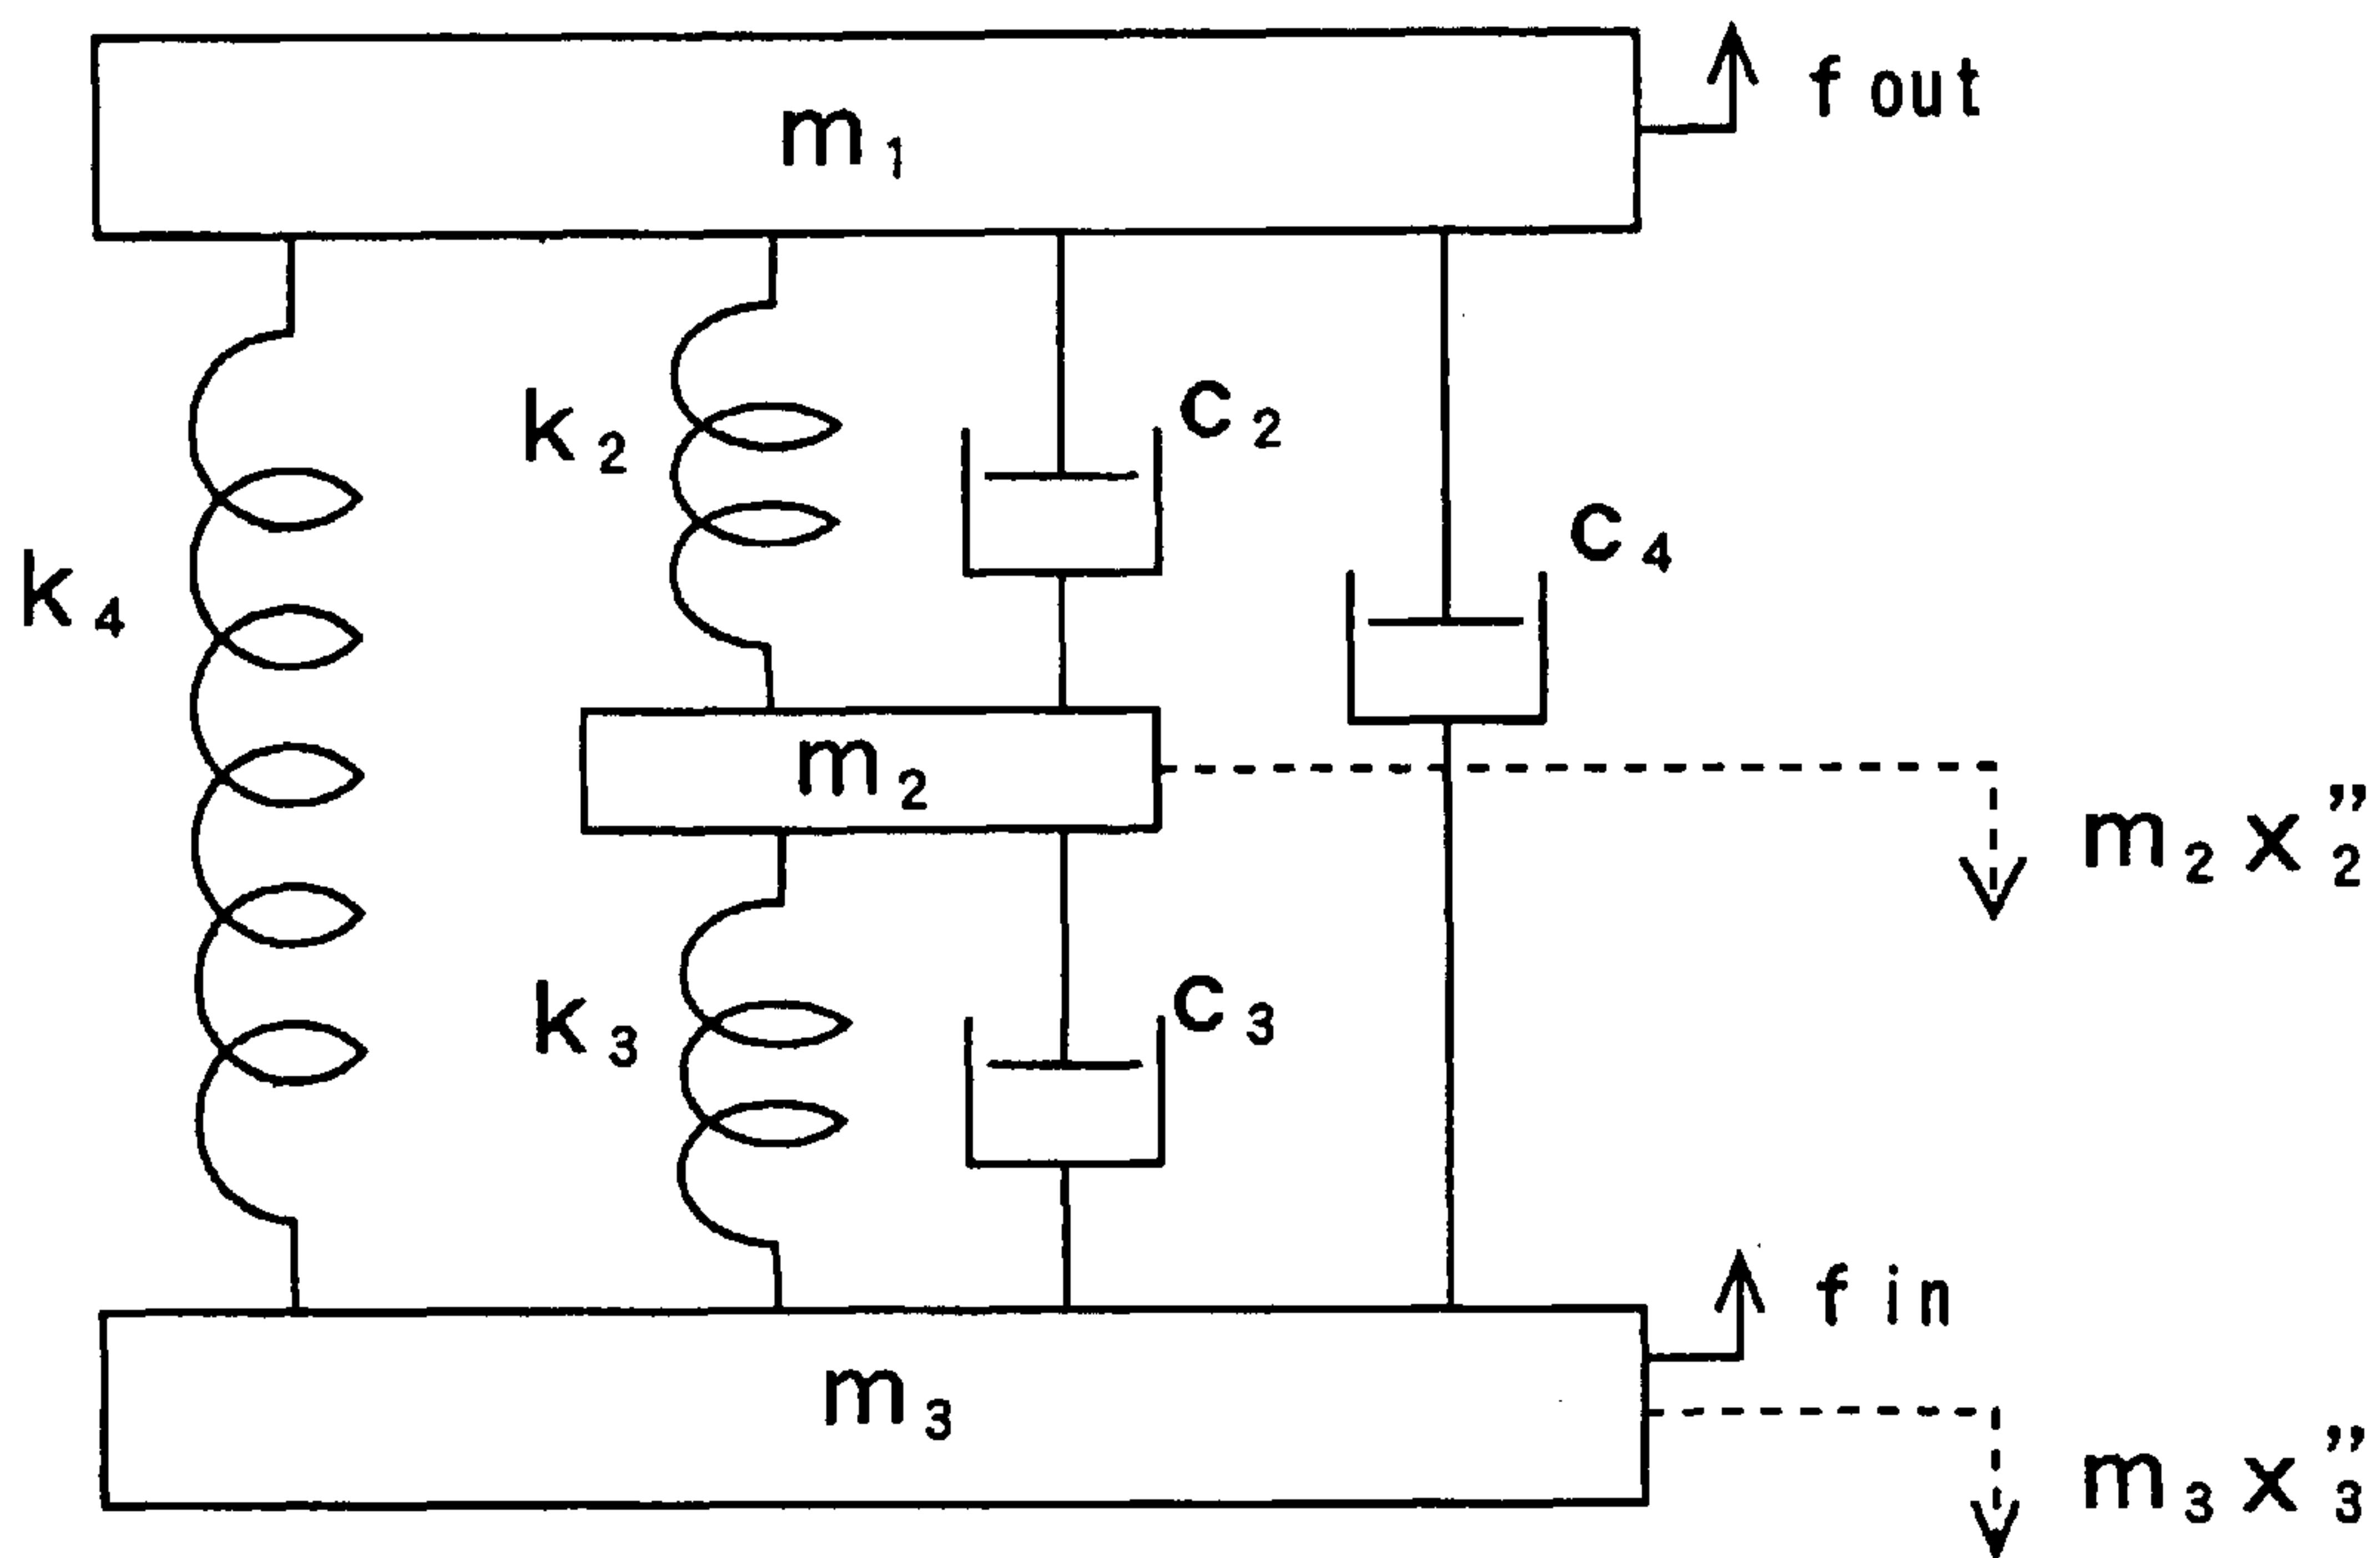 m₁
f out
k₂
c₂
c₄
k₄
m₂
m₂ x₂”
k₃
c₃
f in
m₃
m₃ x₃”